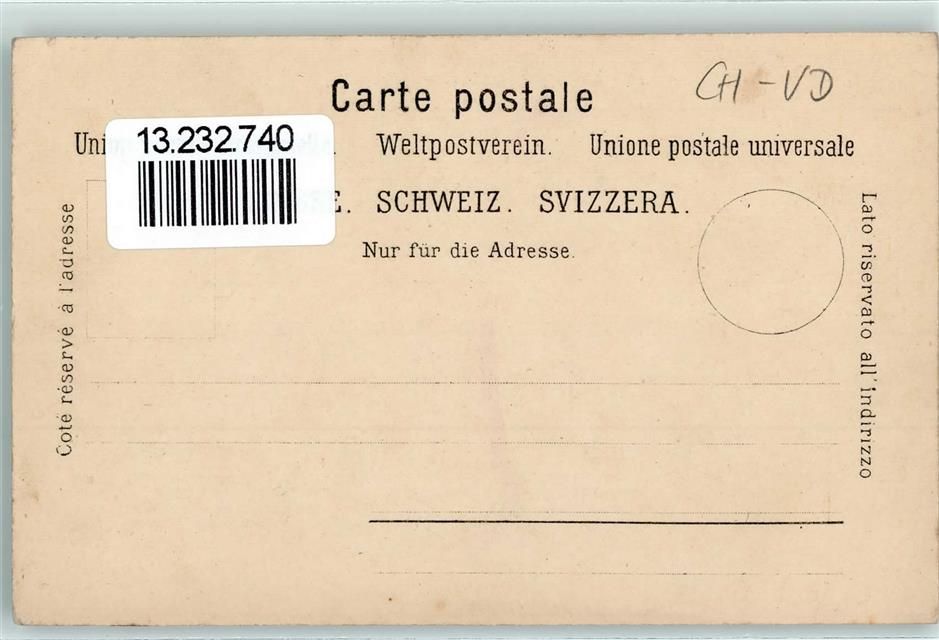 Carte postale
CH-VD
Uni . Weltpostverein. Unione postale universale
13.232.740
E. SCHWEIZ. SVIZZERA.
Nur für die Adresse.
Coté réservé à l'adresse
Lato riservato all'indirizzo